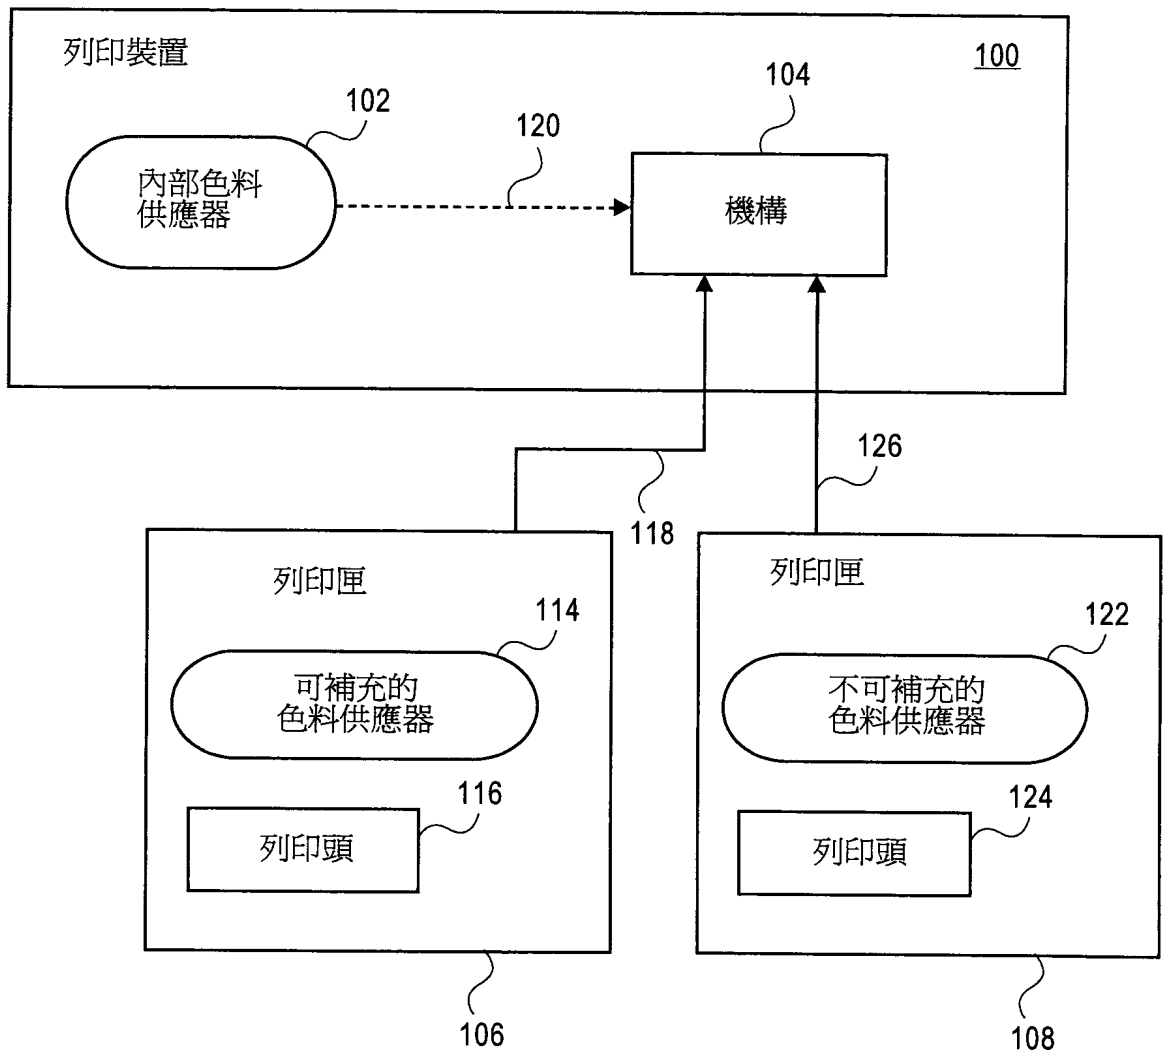 列印裝置
100
102
120
104
內部色料
供應器
機構
118
126
列印匣
114
可補充的
色料供應器
116
列印頭
106
列印匣
122
不可補充的
色料供應器
124
列印頭
108